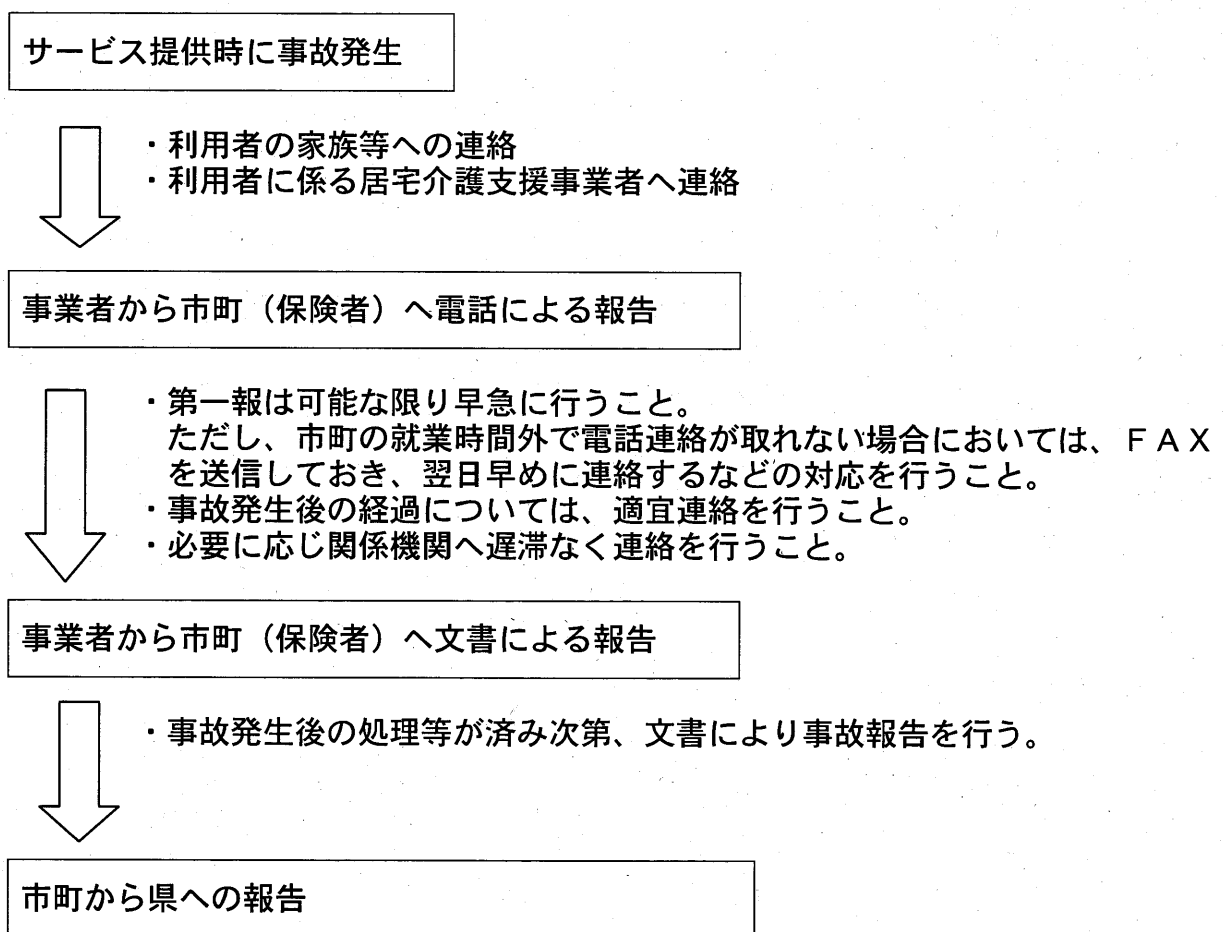 サービス提供時に事故発生
・利用者の家族等への連絡
・利用者に係る居宅介護支援事業者へ連絡
事業者から市町（保険者）へ電話による報告
・第一報は可能な限り早急に行うこと。
ただし、市町の就業時間外で電話連絡が取れない場合においては、ＦＡＸ
を送信しておき、翌日早めに連絡するなどの対応を行うこと。
・事故発生後の経過については、適宜連絡を行うこと。
・必要に応じ関係機関へ遅滞なく連絡を行うこと。
事業者から市町（保険者）へ文書による報告
・事故発生後の処理等が済み次第、文書により事故報告を行う。
市町から県への報告